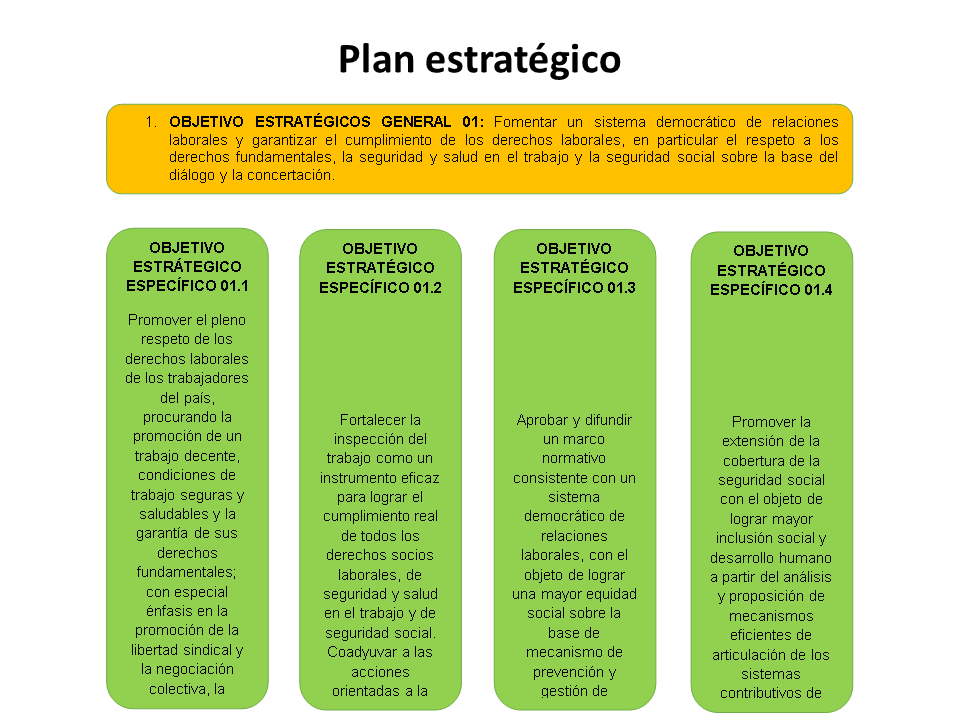 Plan estratégico
1. OBJETIVO ESTRATÉGICOS GENERAL 01: Fomentar un sistema democrático de relaciones
laborales y garantizar el cumplimiento de los derechos laborales, en particular el respeto a los
derechos fundamentales, la seguridad y salud en el trabajo y la seguridad social sobre la base del
diálogo y la concertación.
OBJETIVO
ESTRÁTEGICO
ESPECÍFICO 01.1
Promover el pleno
respeto de los
derechos laborales
de los trabajadores
del país,
procurando la
promoción de un
trabajo decente,
condiciones de
trabajo seguras y
saludables y la
garantía de sus
derechos
fundamentales;
con especial
énfasis en la
promoción de la
libertad sindical y
la negociación
colectiva, la
OBJETIVO
ESTRATÉGICO
ESPECÍFICO 01.2
Fortalecer la
inspección del
trabajo como un
instrumento eficaz
para lograr el
cumplimiento real
de todos los
derechos socios
laborales, de
seguridad y salud
en el trabajo y de
seguridad social.
Coadyuvar a las
acciones
orientadas a la
OBJETIVO
ESTRATÉGICO
ESPECÍFICO 01.3
Aprobar y difundir
un marco
normativo
consistente con un
sistema
democrático de
relaciones
laborales, con el
objeto de lograr
una mayor equidad
social sobre la
base de
mecanismo de
prevención y
gestión de
OBJETIVO
ESTRATÉGICO
ESPECÍFICO 01.4
Promover la
extensión de la
cobertura de la
seguridad social
con el objeto de
lograr mayor
inclusión social y
desarrollo humano
a partir del análisis
y proposición de
mecanismos
eficientes de
articulación de los
sistemas
contributivos de